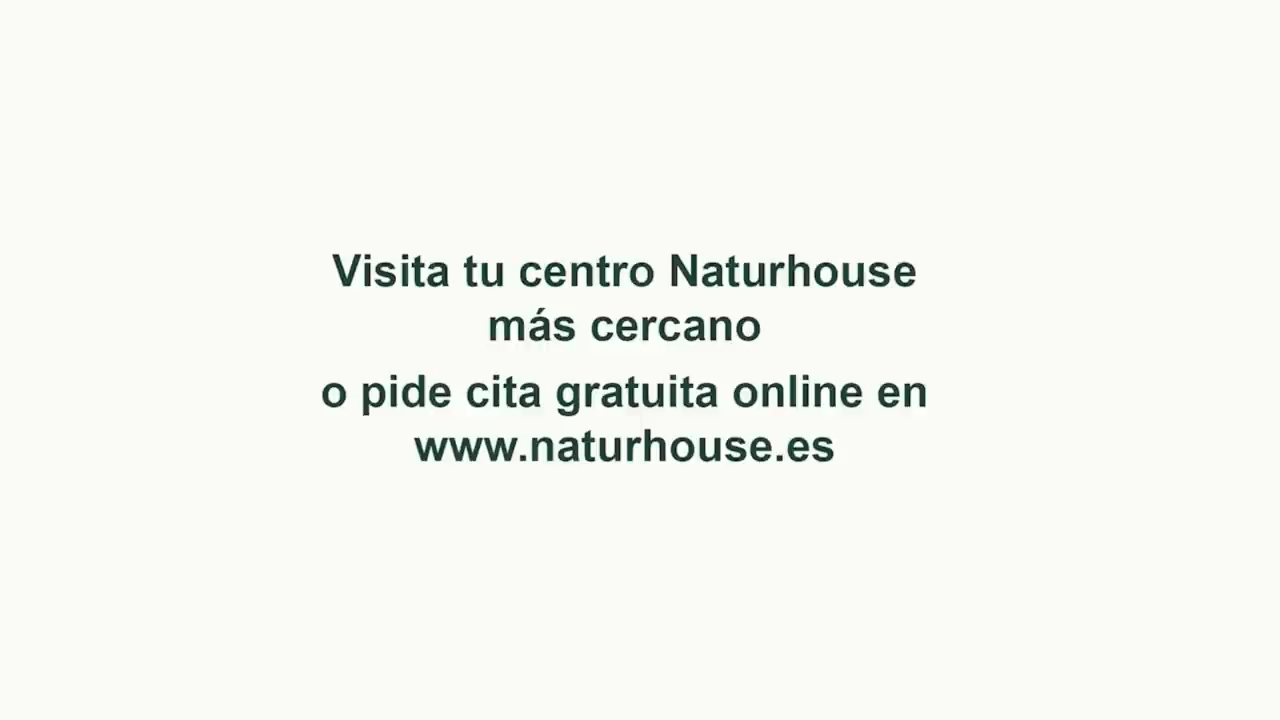 Visita tu centro Naturhouse
más cercano
o pide cita gratuita online en
www.naturhouse.es